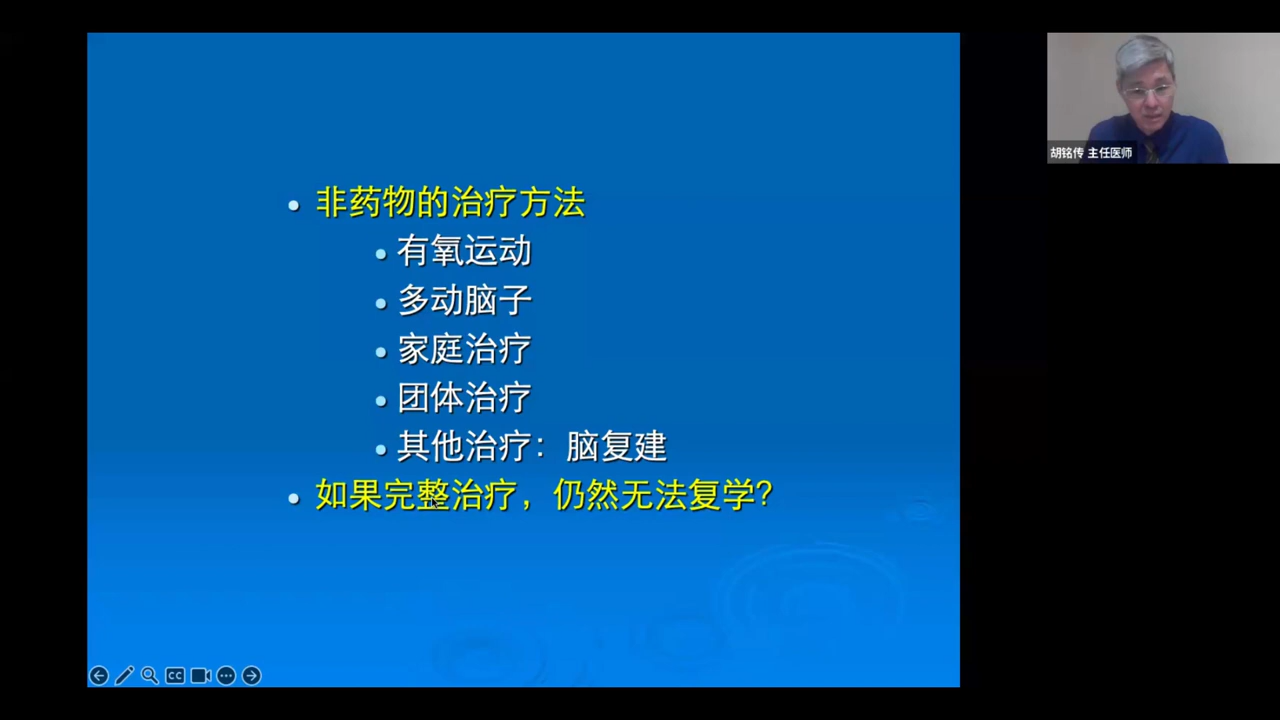 非药物的治疗方法
有氧运动
多动脑子
家庭治疗
团体治疗
其他治疗：脑复建
如果完整治疗，仍然无法复学？
胡铭传 主任医师
CC